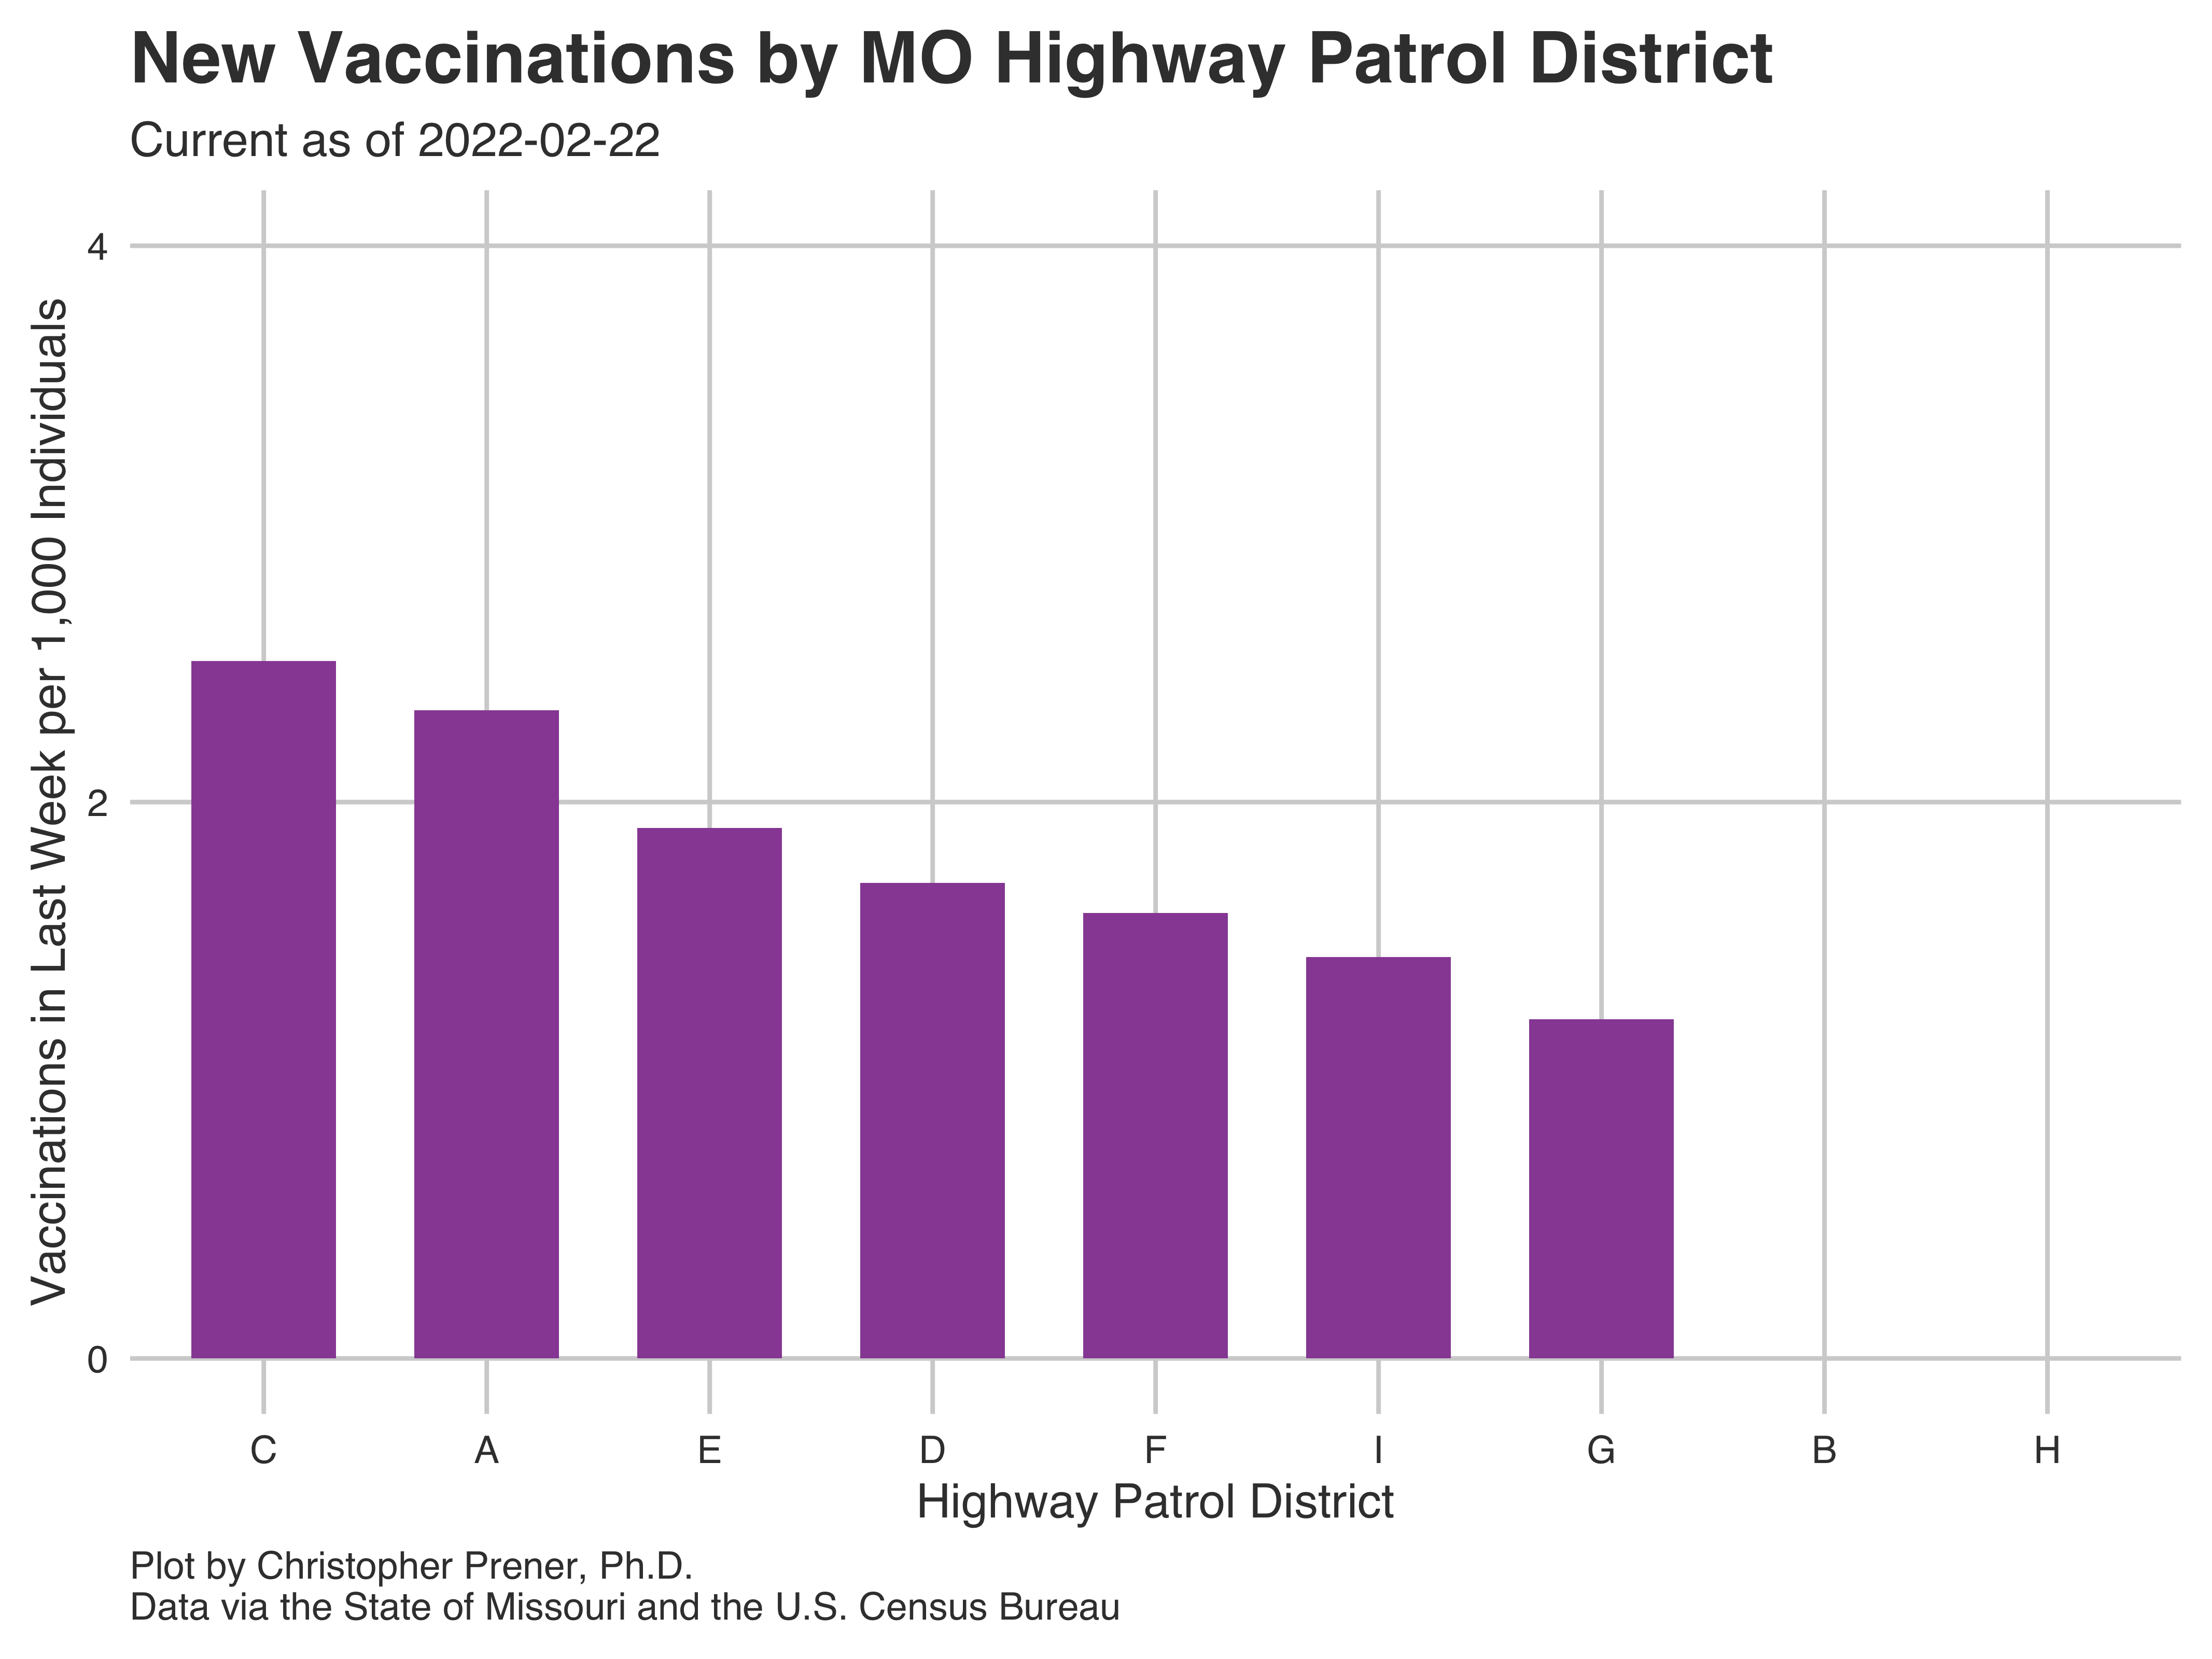 New Vaccinations by MO Highway Patrol District
Current as of 2022-02-22
Vaccinations in Last Week per 1,000 Individuals
4
2
0
C A E D F I G B H
Highway Patrol District
Plot by Christopher Prener, Ph.D.
Data via the State of Missouri and the U.S. Census Bureau